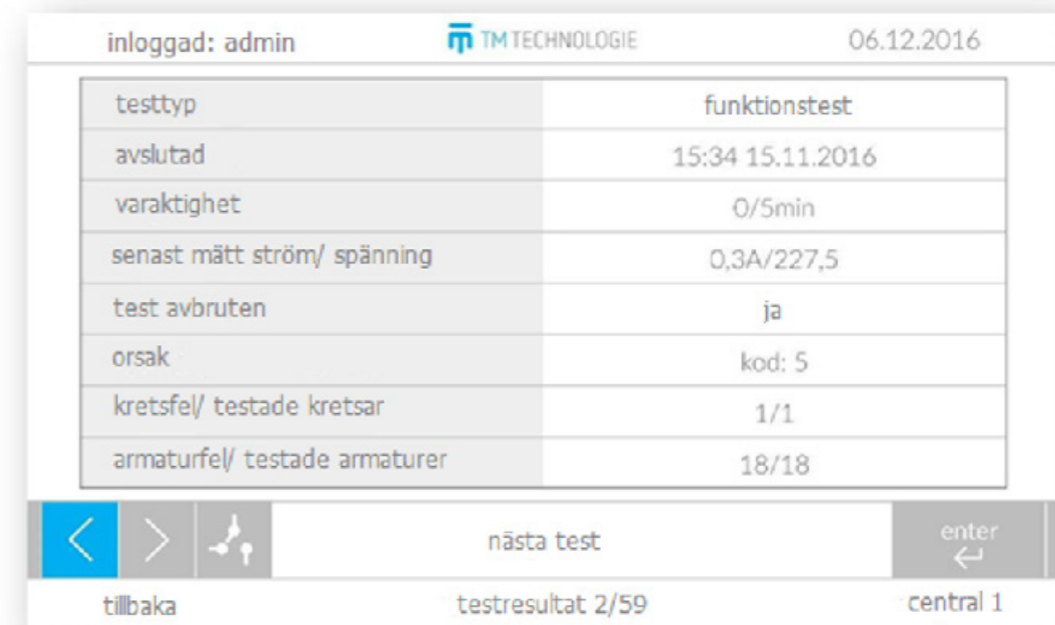 inloggad: admin TM TECHNOLOGIE 06.12.2016
testtyp funktionstest
avslutad 15:34 15.11.2016
varaktighet 0/5min
senast mätt ström/ spänning 0,3A/227,5
test avbruten ja
orsak kod: 5
kretsfel/ testade kretsar 1/1
armaturfel/ testade armaturer 18/18
nästa test enter
tillbaka testresultat 2/59 central 1